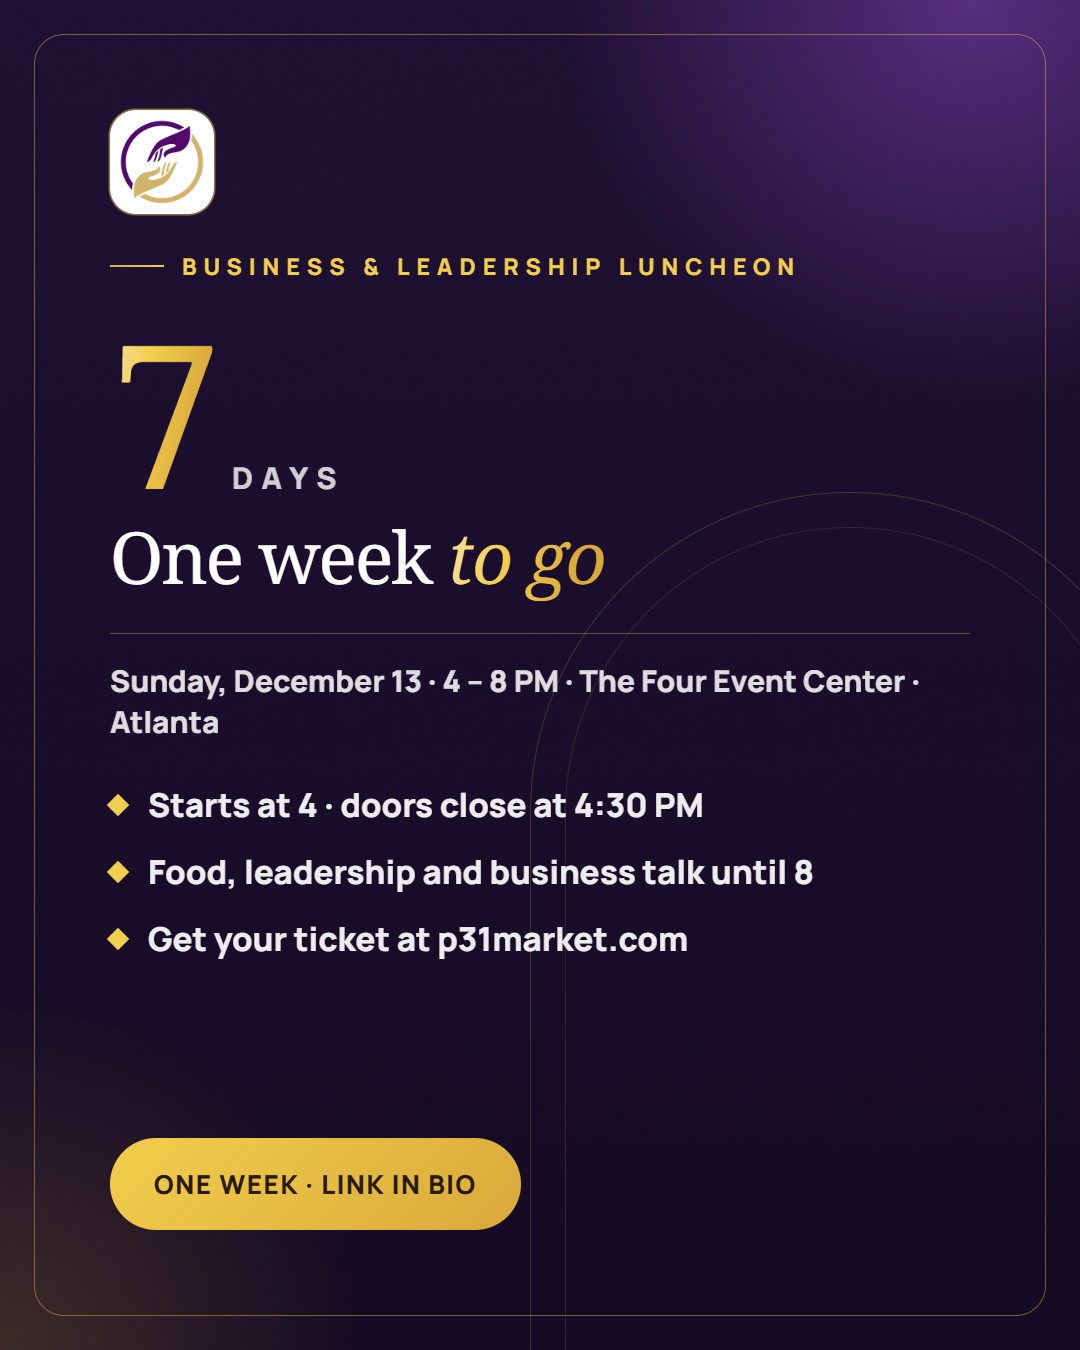 BUSINESS & LEADERSHIP LUNCHEON
7 DAYS
One week to go
Sunday, December 13 · 4 – 8 PM · The Four Event Center ·
Atlanta
Starts at 4 · doors close at 4:30 PM
Food, leadership and business talk until 8
Get your ticket at p31market.com
ONE WEEK · LINK IN BIO